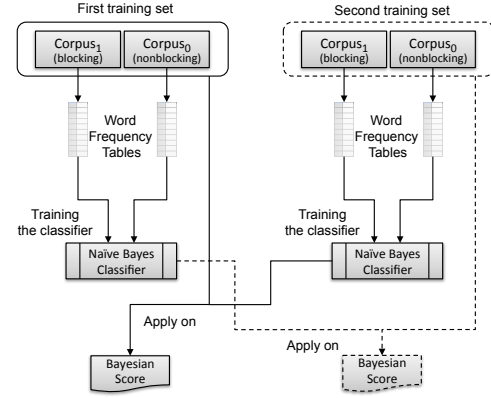 First training set
Second training set
Corpus1
(blocking)
Corpus0
(nonblocking)
Corpus1
(blocking)
Corpus0
(nonblocking)
Word
Frequency
Tables
Word
Frequency
Tables
Training
the classifier
Training
the classifier
Naïve Bayes
Classifier
Naïve Bayes
Classifier
Apply on
Apply on
Bayesian
Score
Bayesian
Score